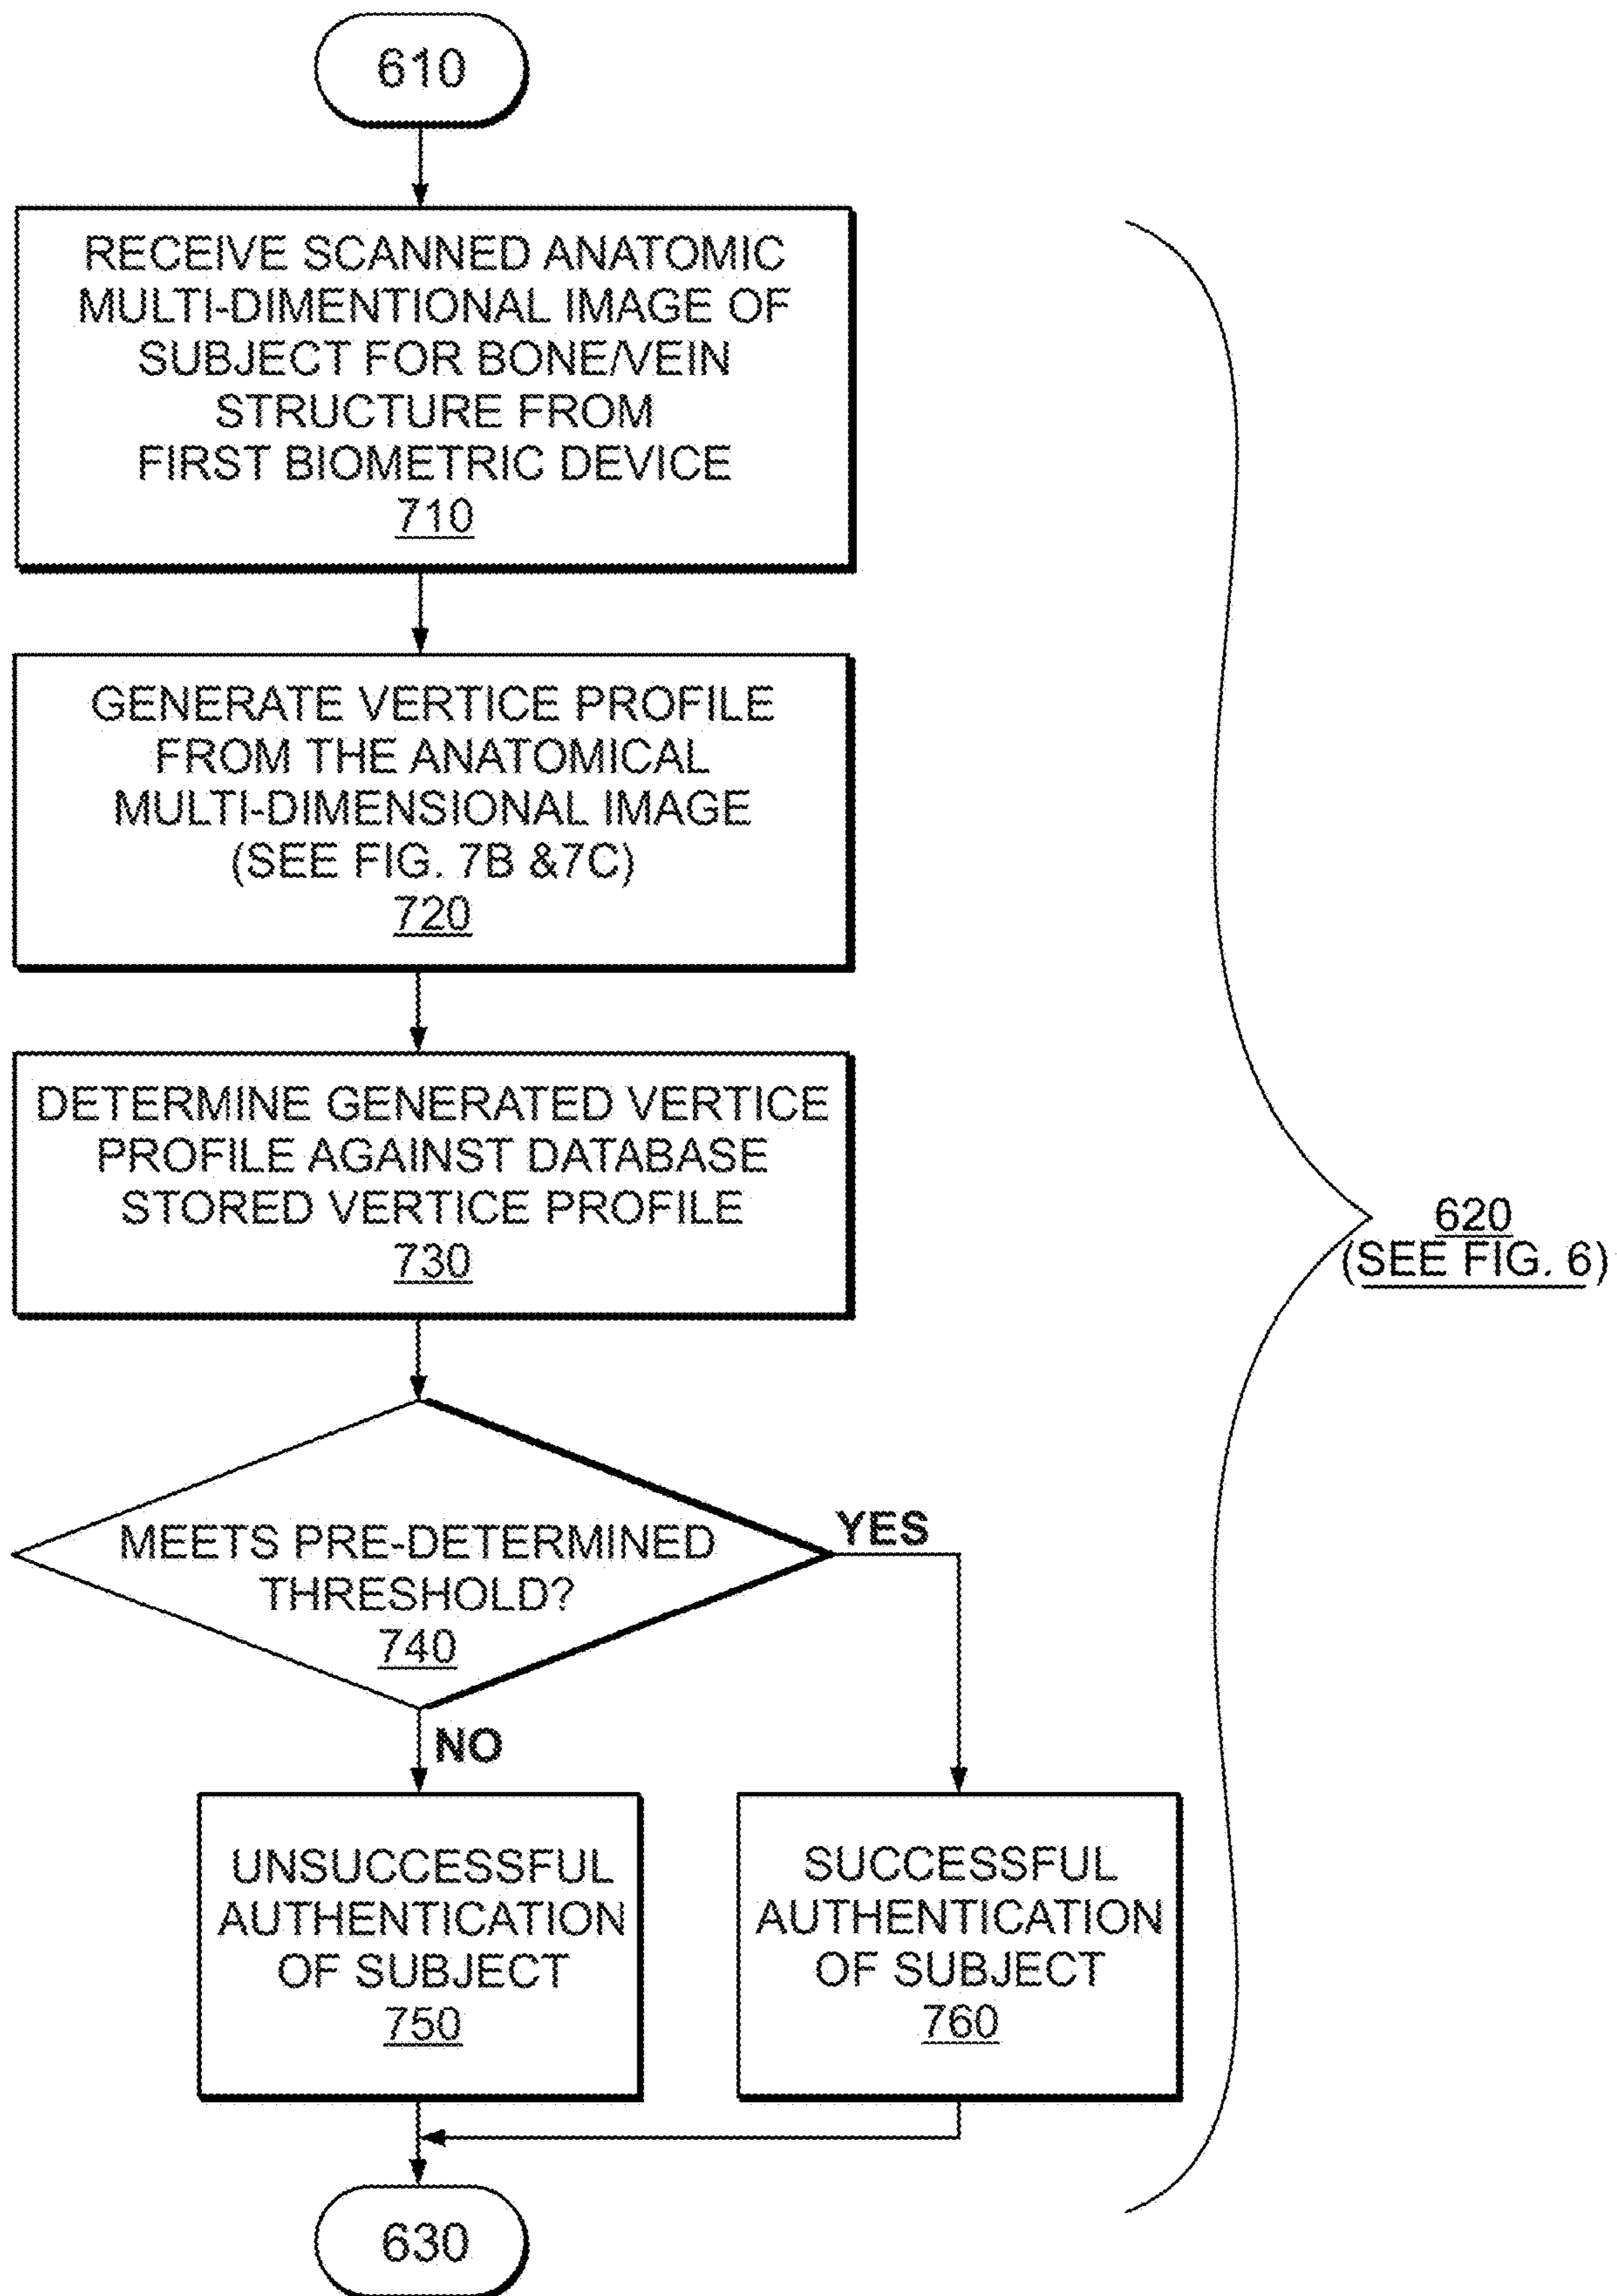 610
RECEIVE SCANNED ANATOMIC
MULTI-DIMENTIONAL IMAGE OF
SUBJECT FOR BONE/VEIN
STRUCTURE FROM
FIRST BIOMETRIC DEVICE
710
GENERATE VERTICE PROFILE
FROM THE ANATOMICAL
MULTI-DIMENSIONAL IMAGE
(SEE FIG. 7B &7C)
720
DETERMINE GENERATED VERTICE
PROFILE AGAINST DATABASE
STORED VERTICE PROFILE
730
620
(SEE FIG. 6)
MEETS PRE-DETERMINED
THRESHOLD?
740
YES
NO
UNSUCCESSFUL
AUTHENTICATION
OF SUBJECT
750
SUCCESSFUL
AUTHENTICATION
OF SUBJECT
760
630